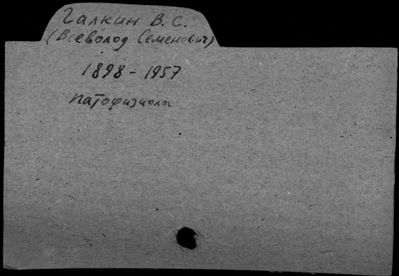 Галкин В. С.
(Всеволод Семенович)
1898 - 1957
патофизиолог